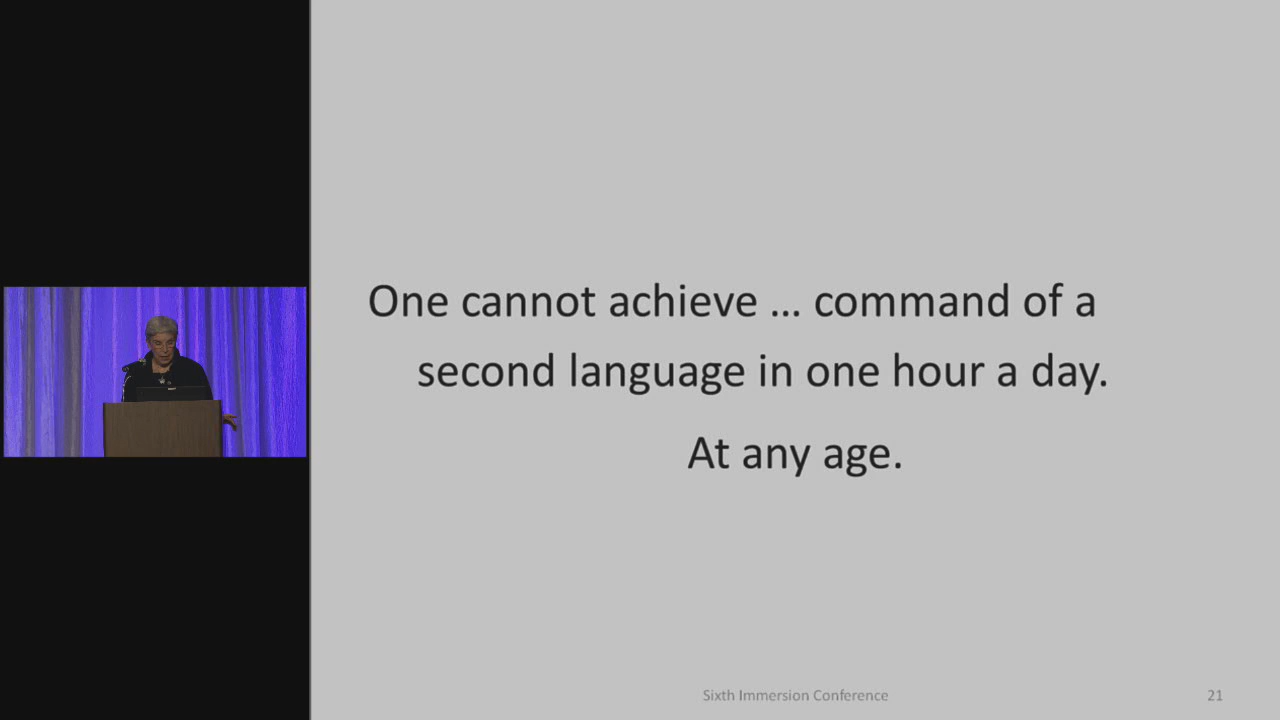 One cannot achieve ... command of a
second language in one hour a day.
At any age.
Sixth Immersion Conference
21